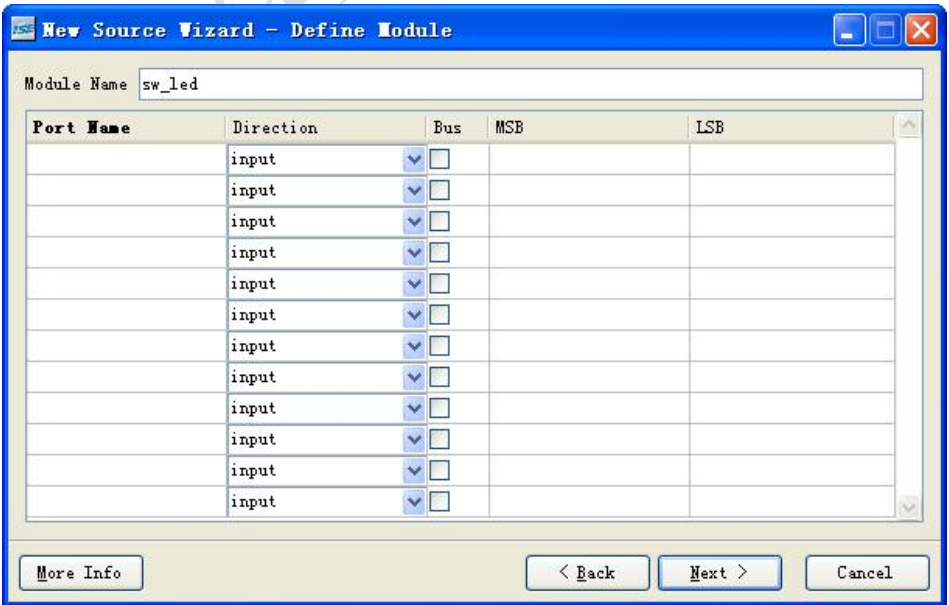 ISE New Source Wizard - Define Module
Module Name sw_led
Port Name Direction Bus MSB LSB
input
input
input
input
input
input
input
input
input
input
input
input
More Info < Back Next > Cancel